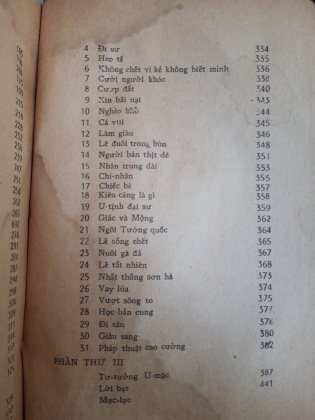 4 Đi sư 334
5 Heo tế 335
6 Không chết vì kẻ không biết mình 336
7 Cười người khóc 338
8 Cượp đất 340
9 Xin bãi nại 343
10 Nghèo khổ 344
11 Cá vui 345
12 Làm giàu 346
13 Lê đuôi trong bùn 348
14 Người bán thịt dê 351
15 Nhân trung dài 353
16 Chí-nhân 355
17 Chiếc bè 357
18 Kiêu căng là gì 358
19 U-tịnh đại sư 359
20 Giác và Mộng 362
21 Ngôi Tướng quốc 364
22 Lẽ sống chết 365
23 Nuôi gà đá 367
24 Lẽ tất nhiên 368
25 Nhất thống sơn hà 373
26 Vay lúa 374
27 Vượt sông to 375
28 Học bắn cung 377
29 Đi săn 378
30 Giàu sang 380
31 Pháp thuật cao cường 382
PHẦN THỨ III
Tư-tưởng U-mặc 387
Lời bạt 441
Mục-lục